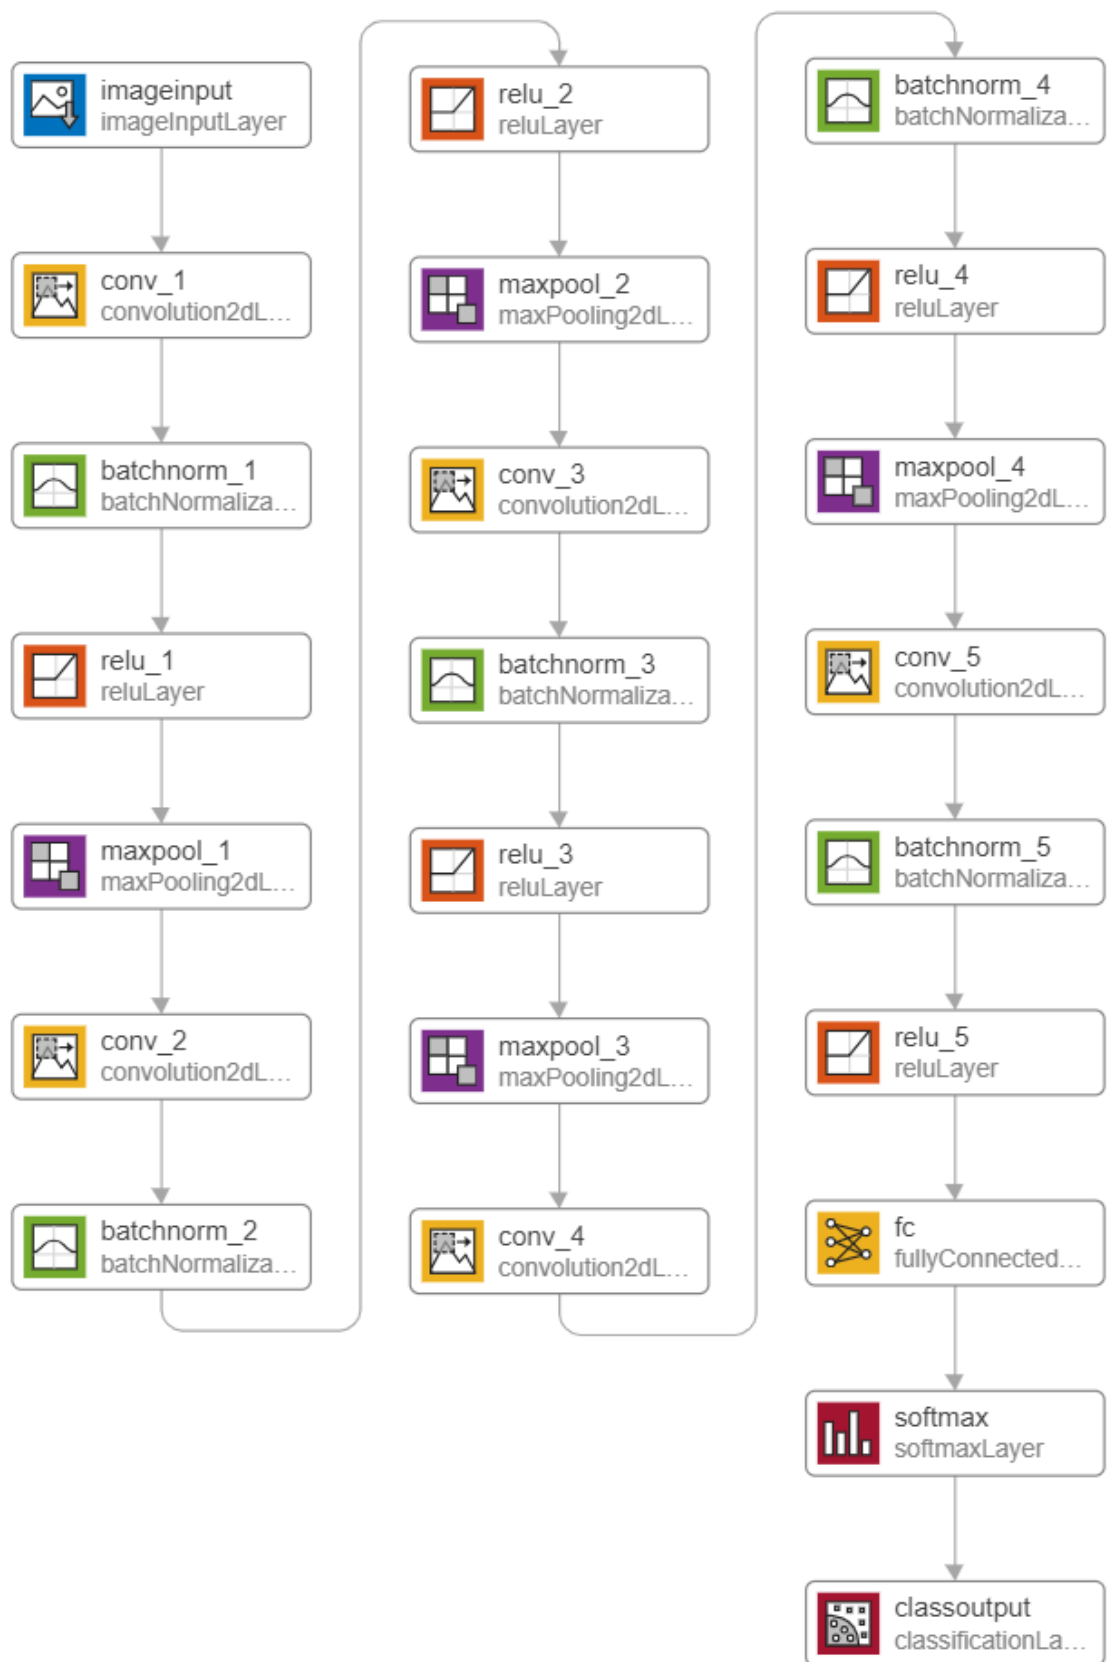 imageinput
imageInputLayer
conv_1
convolution2dL...
batchnorm_1
batchNormaliza...
relu_1
reluLayer
maxpool_1
maxPooling2dL...
conv_2
convolution2dL...
batchnorm_2
batchNormaliza...
relu_2
reluLayer
maxpool_2
maxPooling2dL...
conv_3
convolution2dL...
batchnorm_3
batchNormaliza...
relu_3
reluLayer
maxpool_3
maxPooling2dL...
conv_4
convolution2dL...
batchnorm_4
batchNormaliza...
relu_4
reluLayer
maxpool_4
maxPooling2dL...
conv_5
convolution2dL...
batchnorm_5
batchNormaliza...
relu_5
reluLayer
fc
fullyConnected...
softmax
softmaxLayer
classoutput
classificationLa...